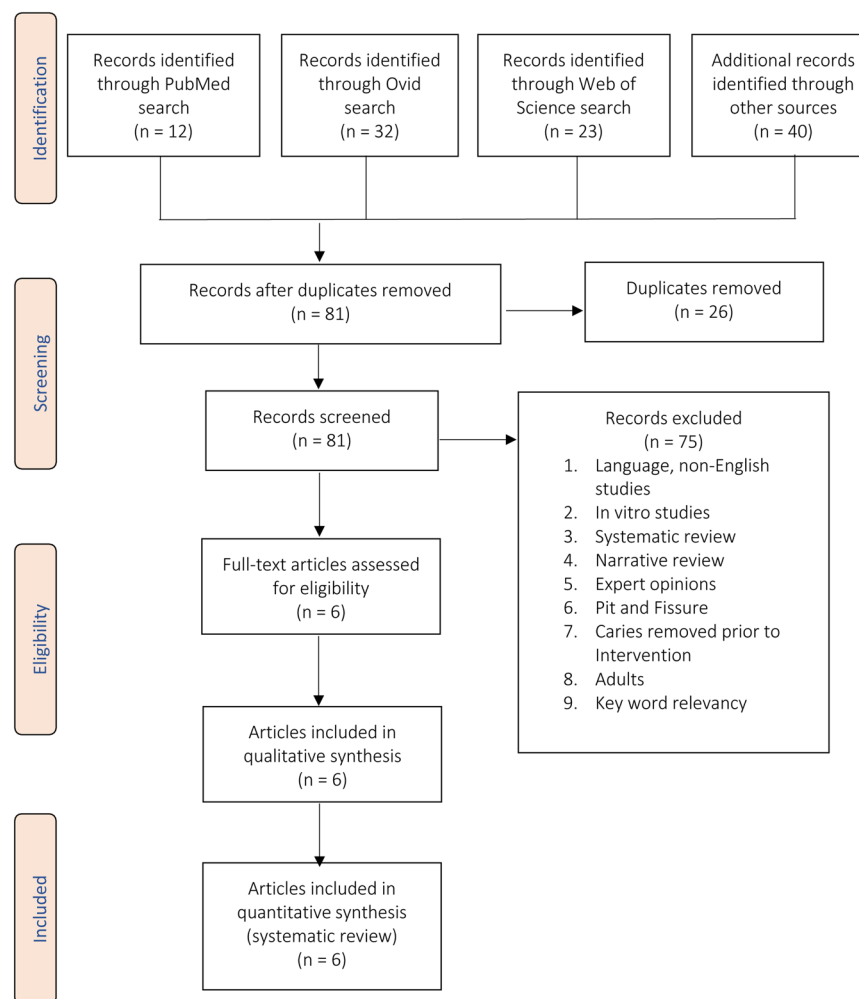 Identification
Records identified
through PubMed
search
(n = 12)
Records identified
through Ovid
search
(n = 32)
Records identified
through Web of
Science search
(n = 23)
Additional records
identified through
other sources
(n = 40)
Screening
Records after duplicates removed
(n = 81)
Duplicates removed
(n = 26)
Records screened
(n = 81)
Records excluded
(n = 75)
1. Language, non-English
studies
2. In vitro studies
3. Systematic review
4. Narrative review
5. Expert opinions
6. Pit and Fissure
7. Caries removed prior to
Intervention
8. Adults
9. Key word relevancy
Eligibility
Full-text articles assessed
for eligibility
(n = 6)
Articles included in
qualitative synthesis
(n = 6)
Included
Articles included in
quantitative synthesis
(systematic review)
(n = 6)